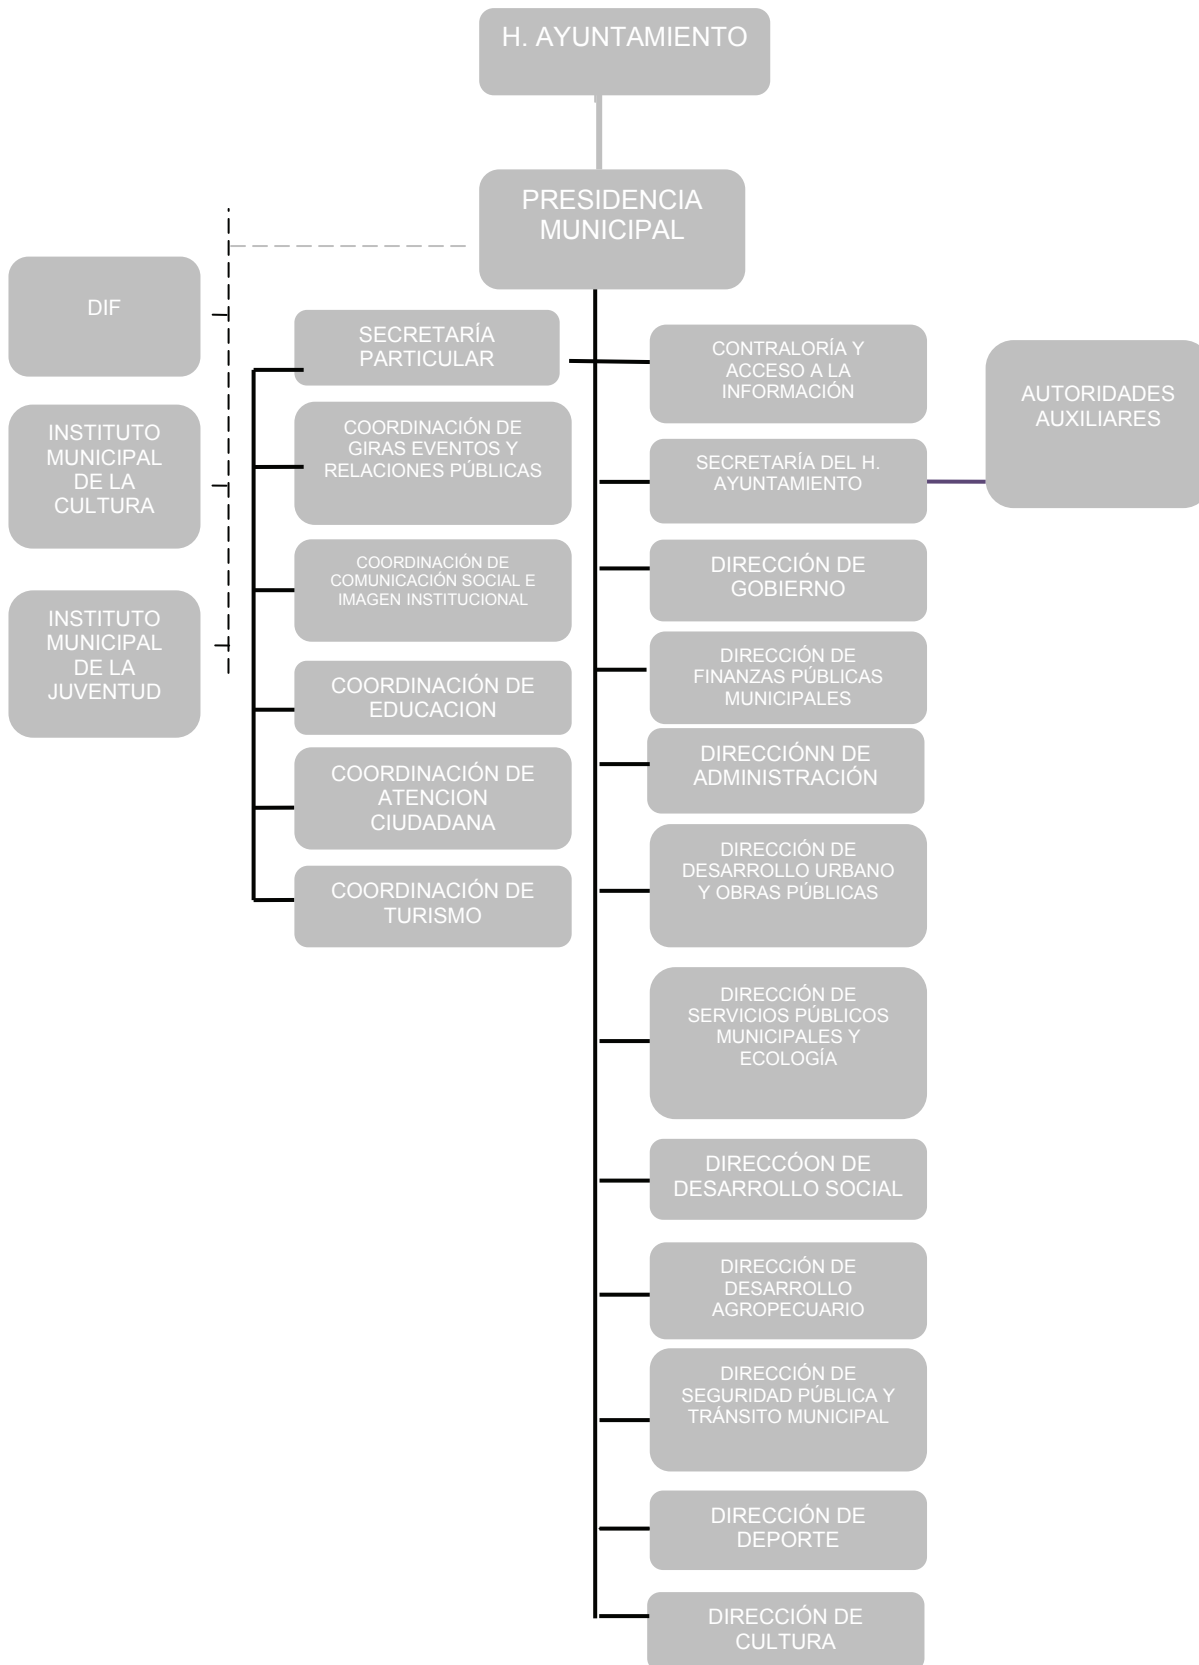 H. AYUNTAMIENTO
PRESIDENCIA
MUNICIPAL
DIF
INSTITUTO
MUNICIPAL
DE LA
CULTURA
INSTITUTO
MUNICIPAL
DE LA
JUVENTUD
SECRETARÍA
PARTICULAR
COORDINACIÓN DE
GIRAS EVENTOS Y
RELACIONES PÚBLICAS
COORDINACIÓN DE
COMUNICACIÓN SOCIAL E
IMAGEN INSTITUCIONAL
COORDINACIÓN DE
EDUCACION
COORDINACIÓN DE
ATENCION
CIUDADANA
COORDINACIÓN DE
TURISMO
CONTRALORÍA Y
ACCESO A LA
INFORMACIÓN
SECRETARÍA DEL H.
AYUNTAMIENTO
DIRECCIÓN DE
GOBIERNO
DIRECCIÓN DE
FINANZAS PÚBLICAS
MUNICIPALES
DIRECCIÓNN DE
ADMINISTRACIÓN
DIRECCIÓN DE
DESARROLLO URBANO
Y OBRAS PÚBLICAS
DIRECCIÓN DE
SERVICIOS PÚBLICOS
MUNICIPALES Y
ECOLOGÍA
DIRECCÓON DE
DESARROLLO SOCIAL
DIRECCIÓN DE
DESARROLLO
AGROPECUARIO
DIRECCIÓN DE
SEGURIDAD PÚBLICA Y
TRÁNSITO MUNICIPAL
DIRECCIÓN DE
DEPORTE
DIRECCIÓN DE
CULTURA
AUTORIDADES
AUXILIARES